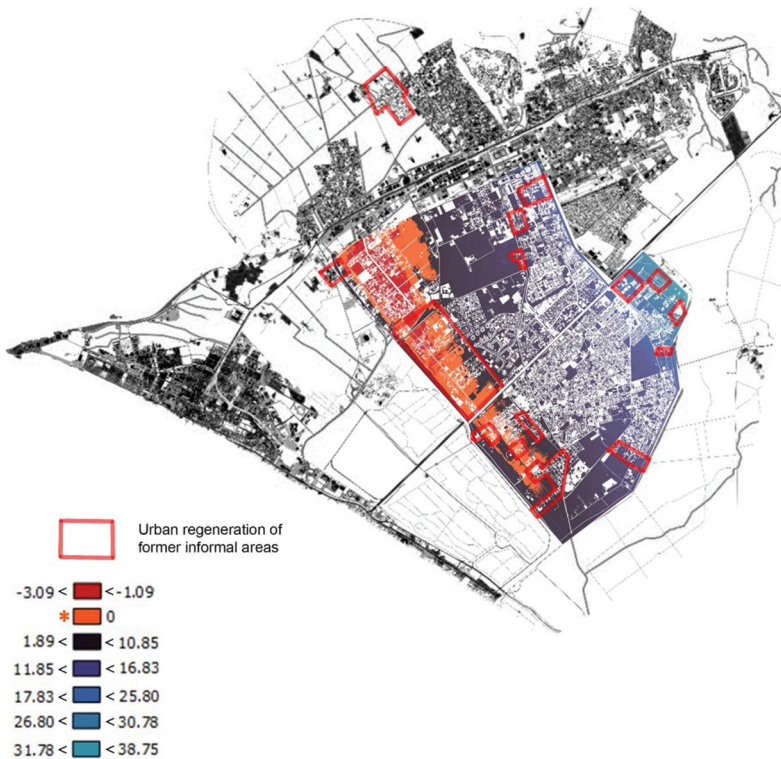 Urban regeneration of
former informal areas
-3.09 < < -1.09
* 0
1.89 < < 10.85
11.85 < < 16.83
17.83 < < 25.80
26.80 < < 30.78
31.78 < < 38.75